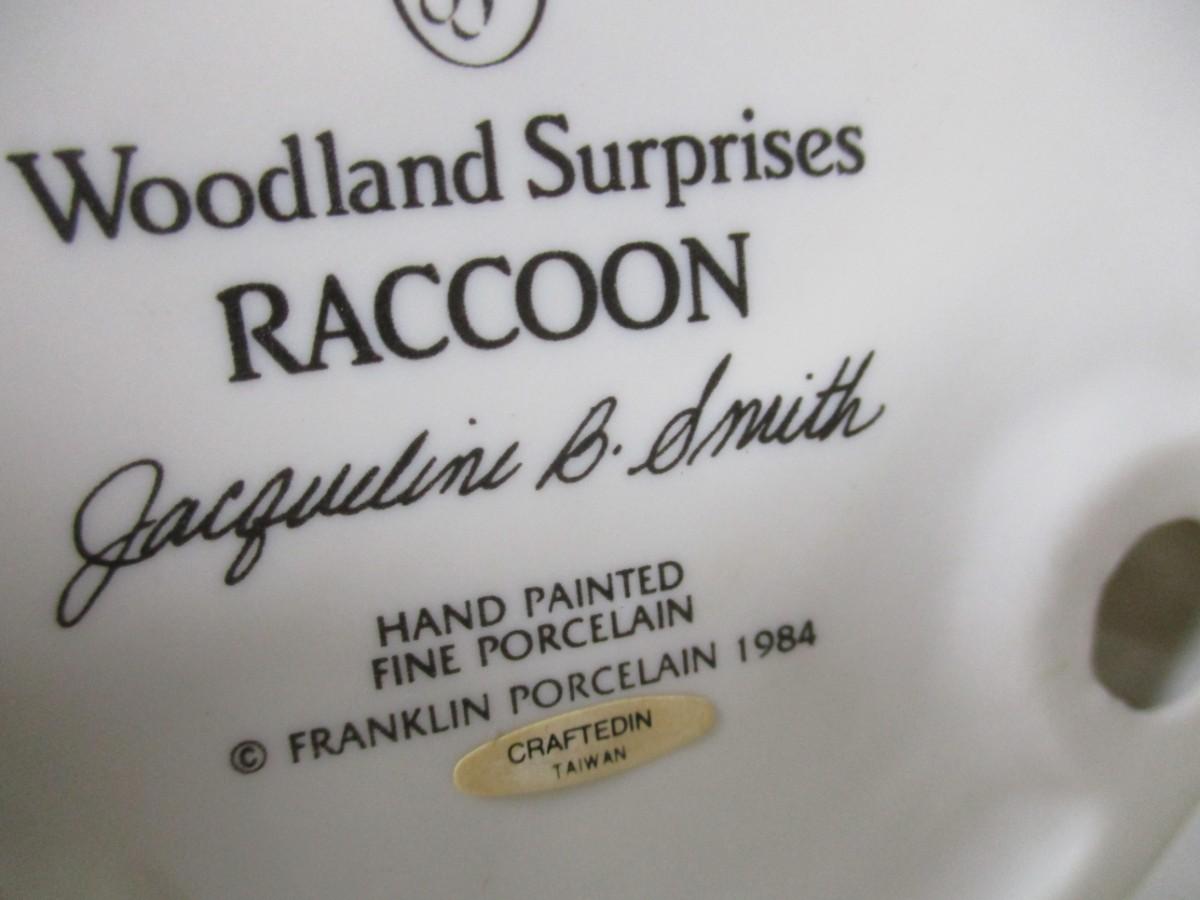 Woodland Surprises
RACCOON
Jacqueline B. Smith
HAND PAINTED
FINE PORCELAIN
© FRANKLIN PORCELAIN 1984
CRAFTEDIN
TAIWAN